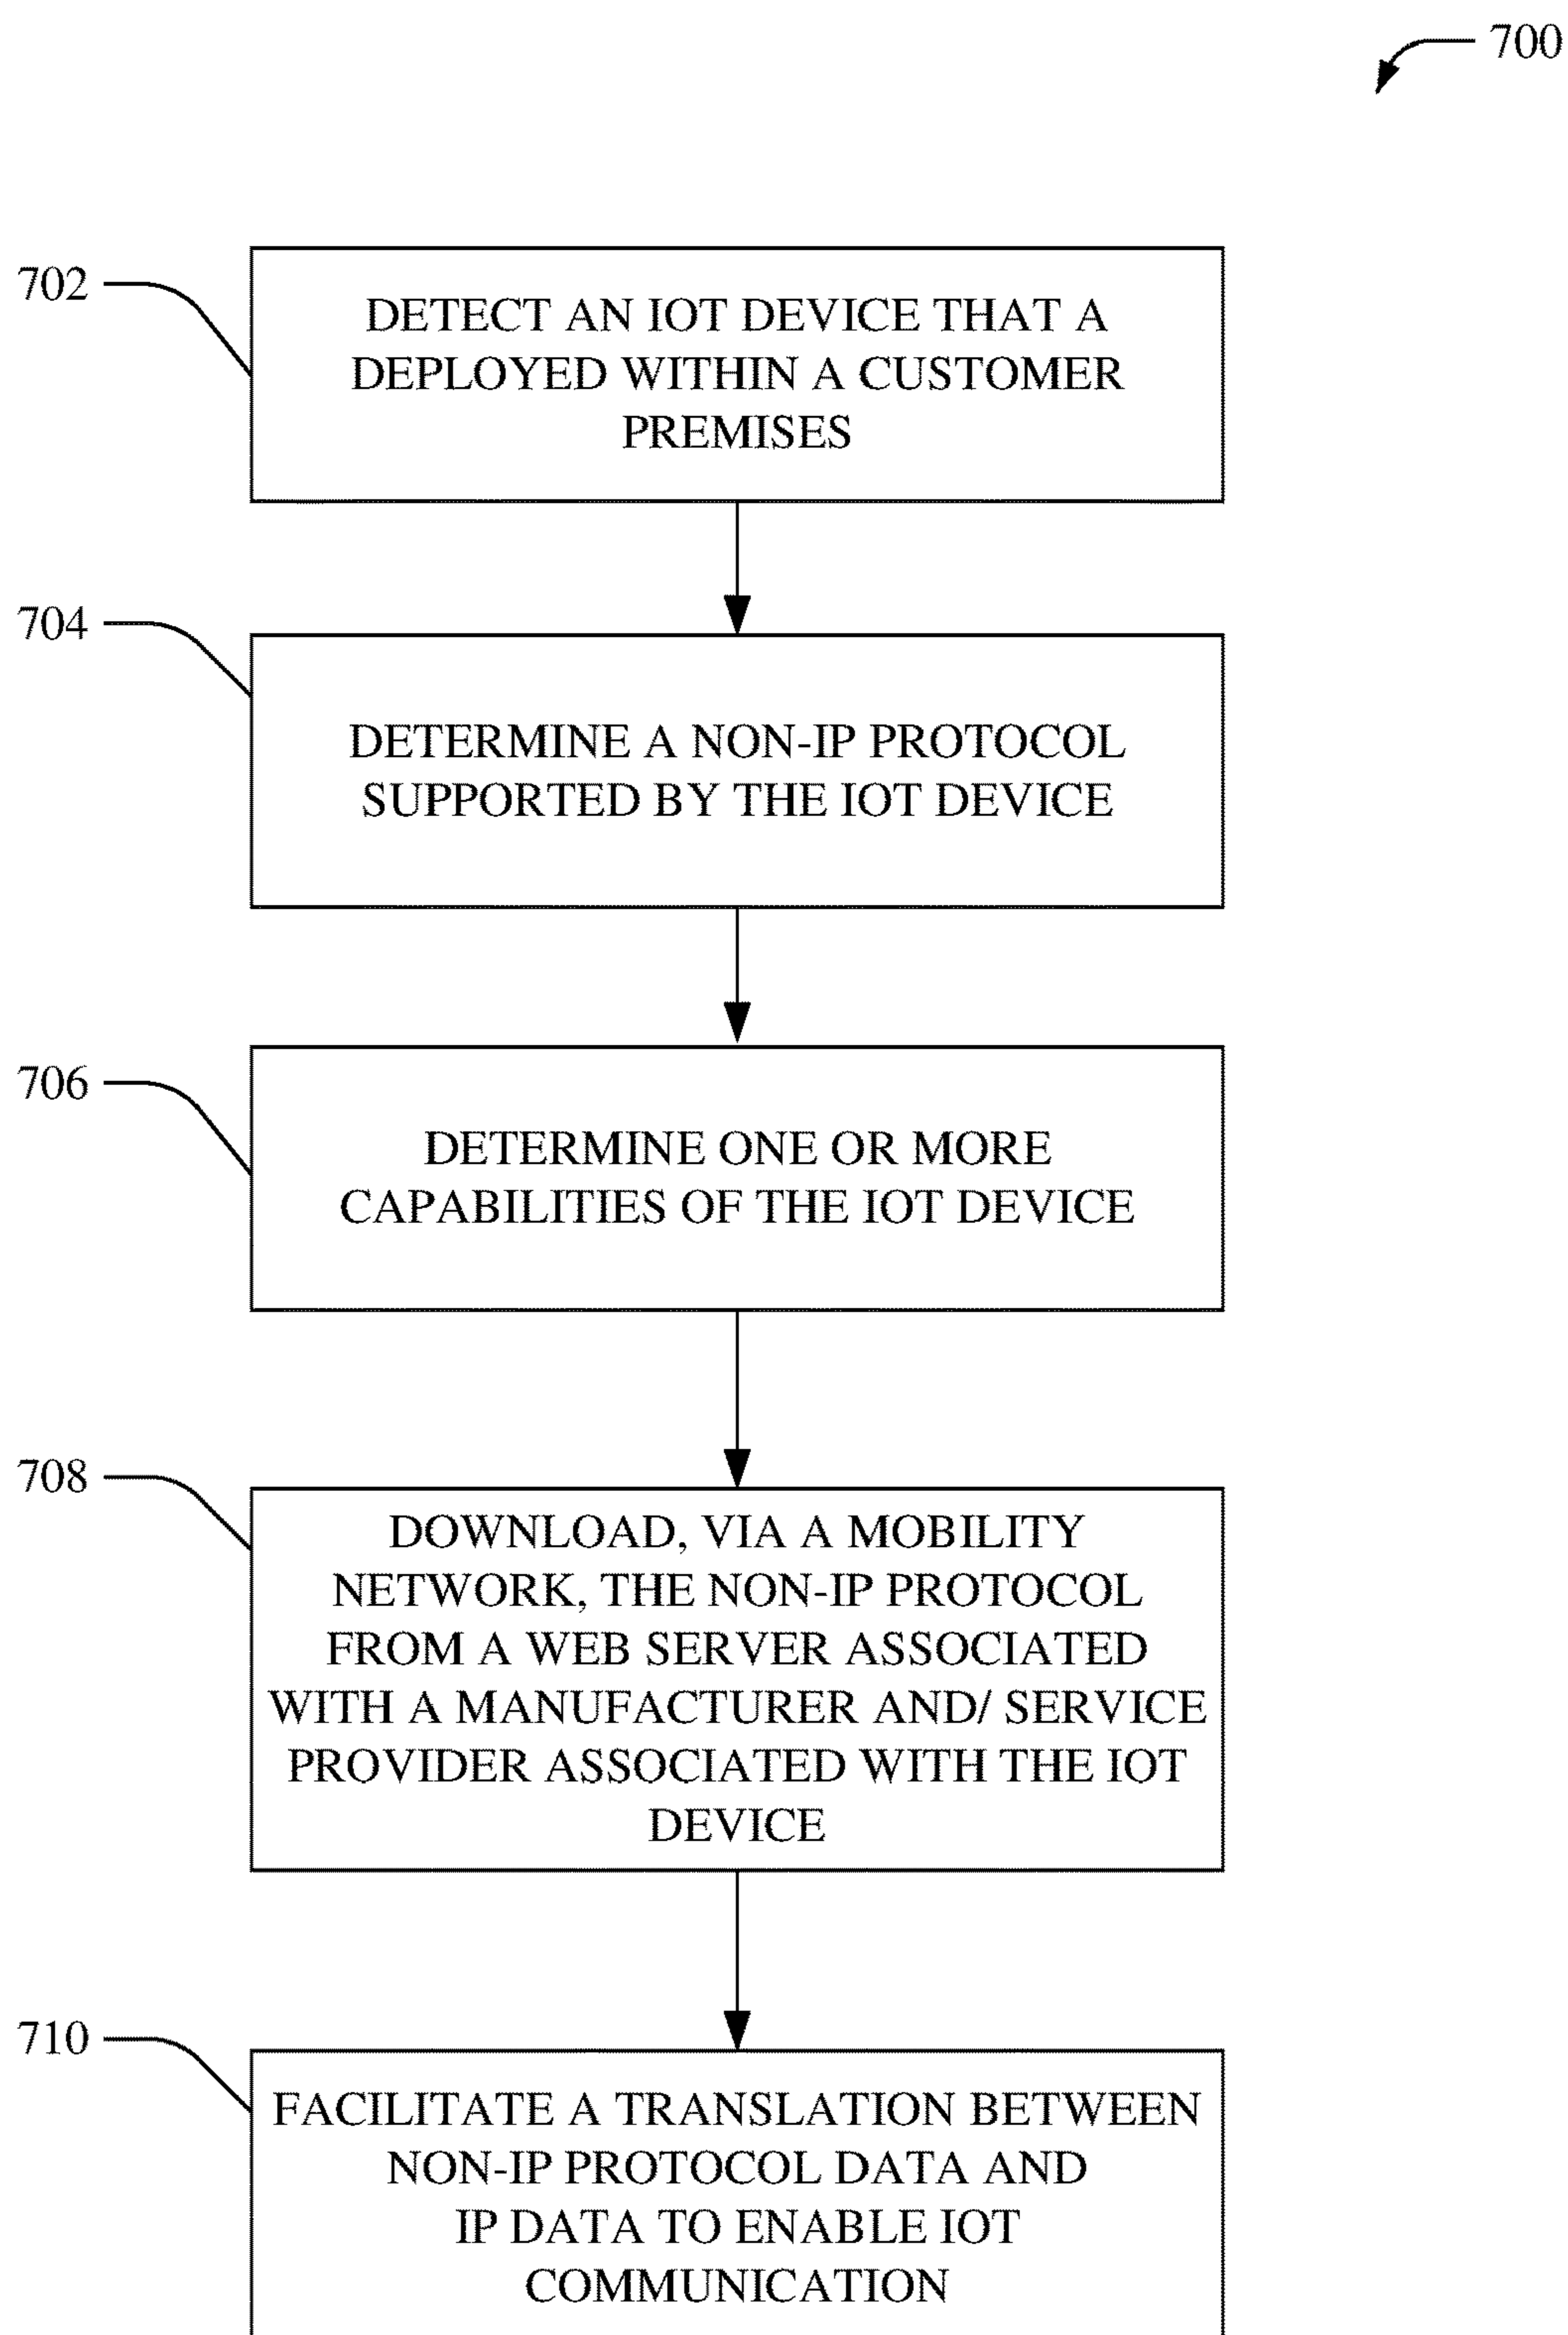 700
702
DETECT AN IOT DEVICE THAT A
DEPLOYED WITHIN A CUSTOMER
PREMISES
704
DETERMINE A NON-IP PROTOCOL
SUPPORTED BY THE IOT DEVICE
706
DETERMINE ONE OR MORE
CAPABILITIES OF THE IOT DEVICE
708
DOWNLOAD, VIA A MOBILITY
NETWORK, THE NON-IP PROTOCOL
FROM A WEB SERVER ASSOCIATED
WITH A MANUFACTURER AND/ SERVICE
PROVIDER ASSOCIATED WITH THE IOT
DEVICE
710
FACILITATE A TRANSLATION BETWEEN
NON-IP PROTOCOL DATA AND
IP DATA TO ENABLE IOT
COMMUNICATION